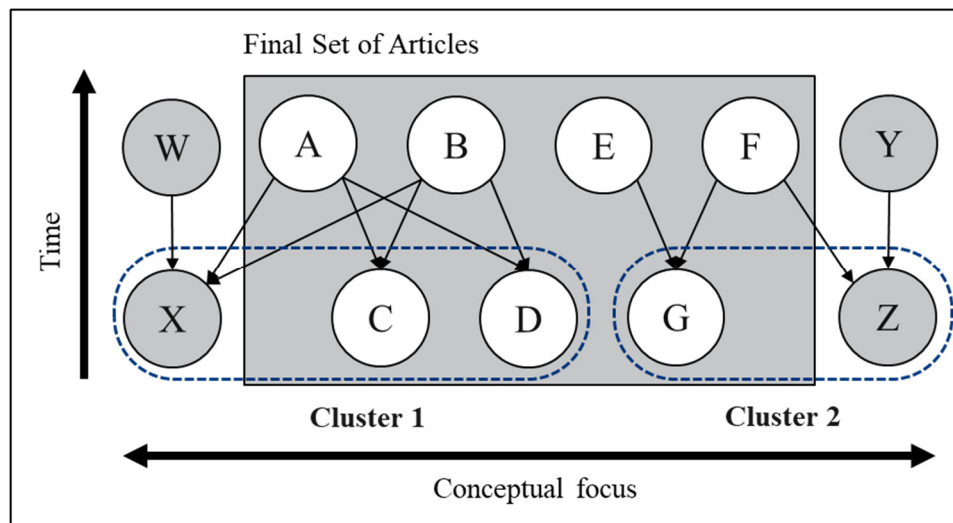 Final Set of Articles
W A B E F Y
Time
X C D G Z
Cluster 1 Cluster 2
Conceptual focus